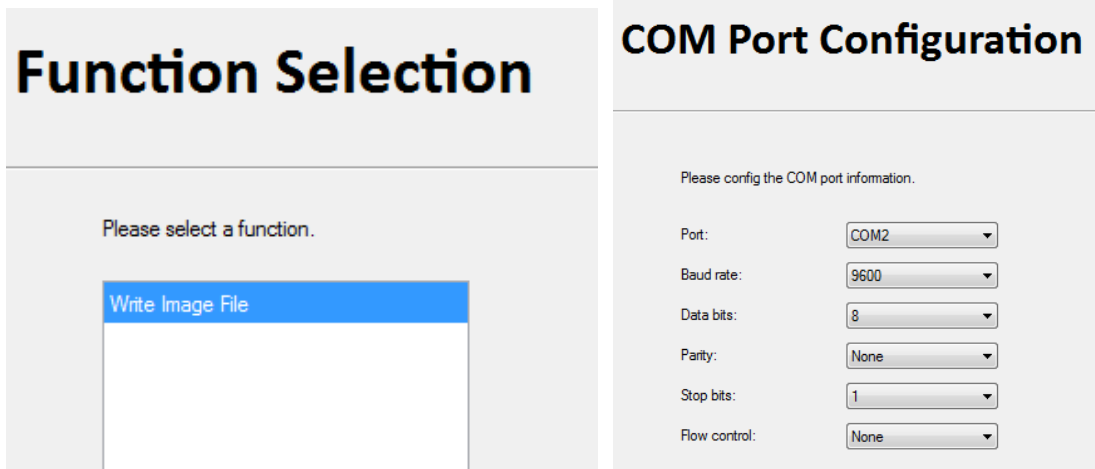 Function Selection
Please select a function.
Write Image File
COM Port Configuration
Please config the COM port information.
Port: COM2
Baud rate: 9600
Data bits: 8
Parity: None
Stop bits: 1
Flow control: None